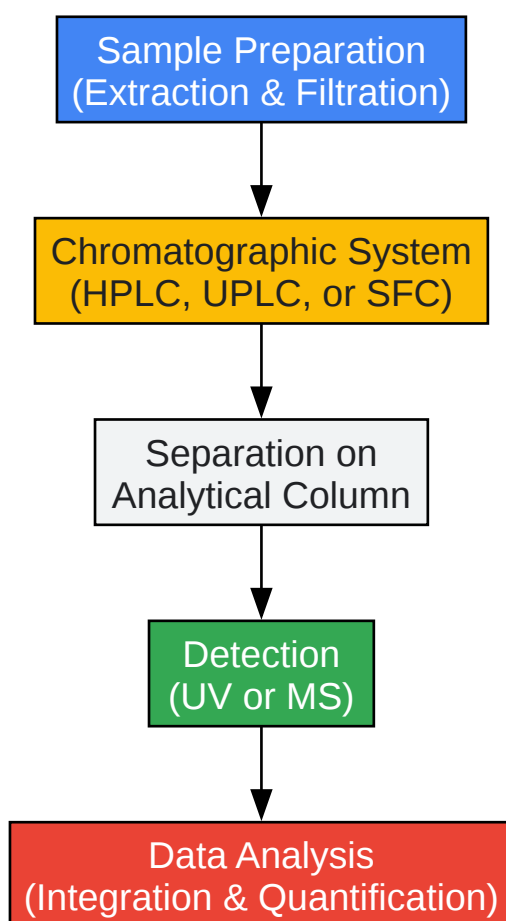 Sample Preparation
(Extraction & Filtration)
Chromatographic System
(HPLC, UPLC, or SFC)
Separation on
Analytical Column
Detection
(UV or MS)
Data Analysis
(Integration & Quantification)